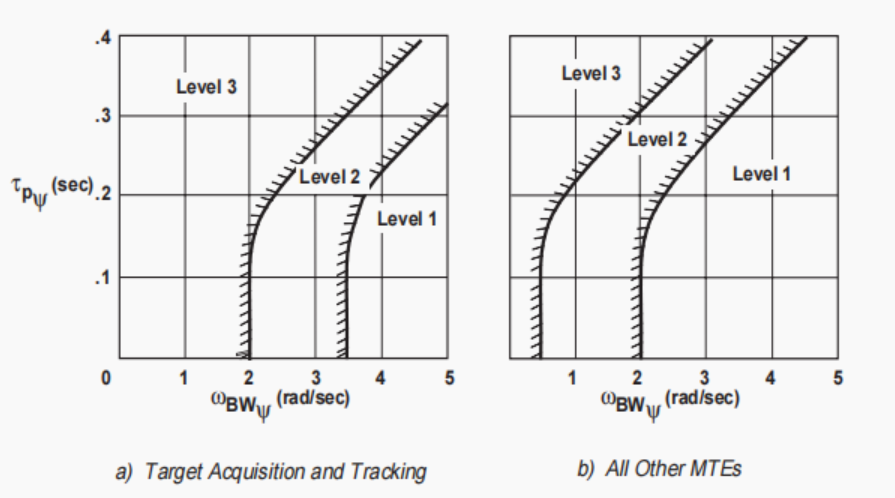 .4
Level 3
.3
Level 2
τpψ (sec) .2
Level 1
.1
0 1 2 3 4 5
ωBWψ (rad/sec)
a) Target Acquisition and Tracking
Level 3
Level 2
Level 1
1 2 3 4 5
ωBWψ (rad/sec)
b) All Other MTEs